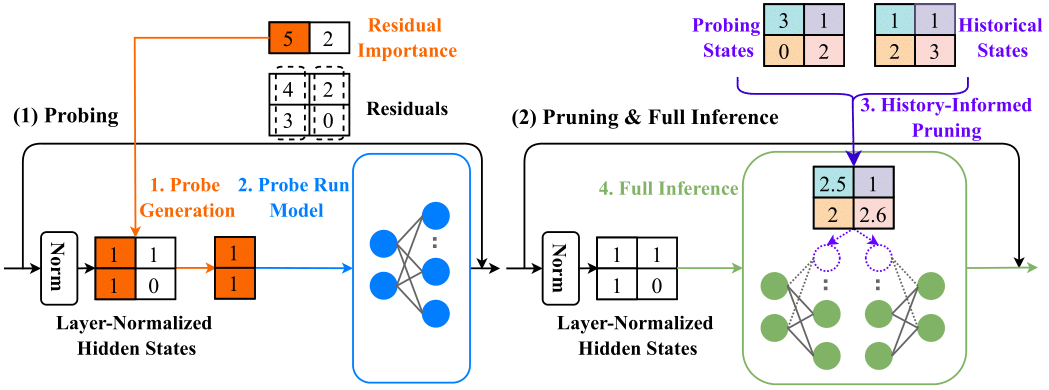 5 2
Residual
Importance
4 2
3 0
Residuals
(1) Probing
1. Probe
Generation
2. Probe Run
Model
Norm
1 1
1 0
1
1
Layer-Normalized
Hidden States
Probing
States
3 1
0 2
1 1
2 3
Historical
States
(2) Pruning & Full Inference
3. History-Informed
Pruning
4. Full Inference
2.5 1
2 2.6
Norm
1 1
1 0
Layer-Normalized
Hidden States